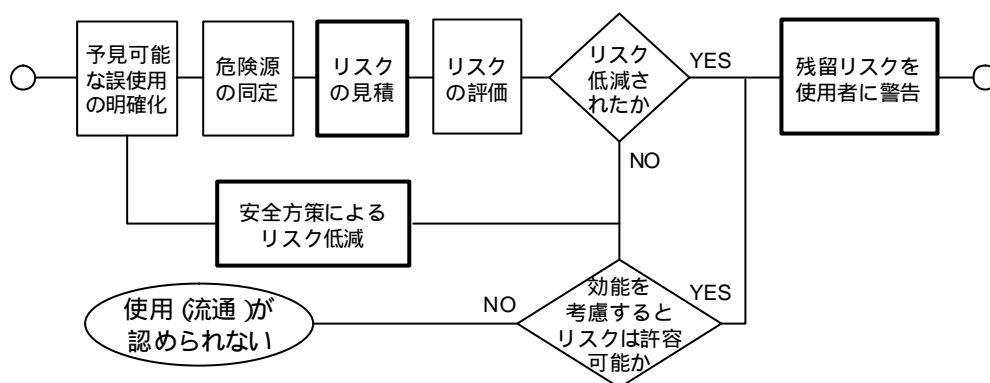 予見可能
な誤使用
の明確化
危険源
の同定
リスク
の見積
リスク
の評価
リスク
低減さ
れたか
YES
残留リスクを
使用者に警告
NO
安全方策による
リスク低減
効能を
考慮すると
リスクは許容
可能か
YES
NO
使用(流通)が
認められない